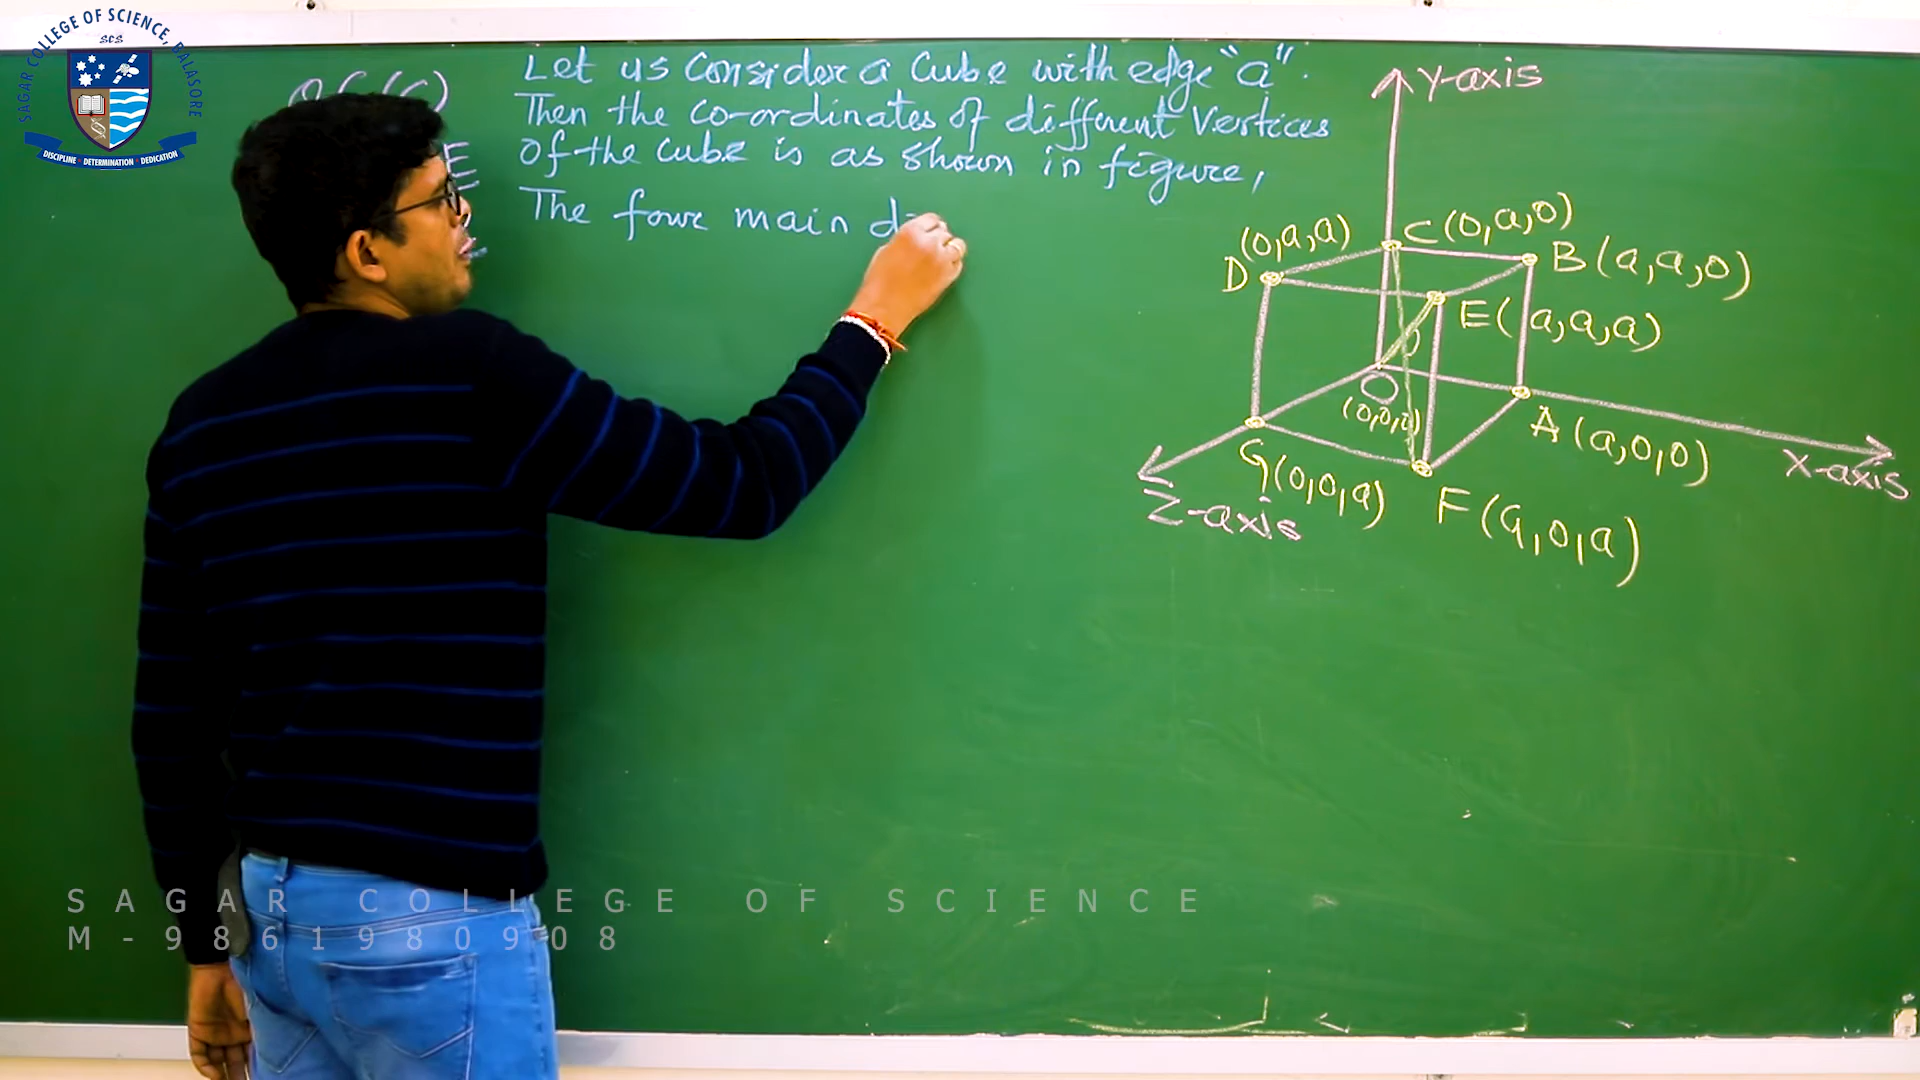 SAGAR COLLEGE OF SCIENCE, BALASORE
SCS
DISCIPLINE • DETERMINATION • DEDICATION
Let us Consider a Cube with edge "a".
Then the co-ordinates of different Vertices
of the cube is as shown in figure,
The four main
Y-axis
(0,a,a)
C(0,a,0)
D
B(a,a,0)
E(a,a,a)
O
(0,0,0)
A(a,0,0)
X-axis
G(0,0,a)
F(a,0,a)
Z-axis
SAGAR COLLEGE OF SCIENCE
M-9861980908